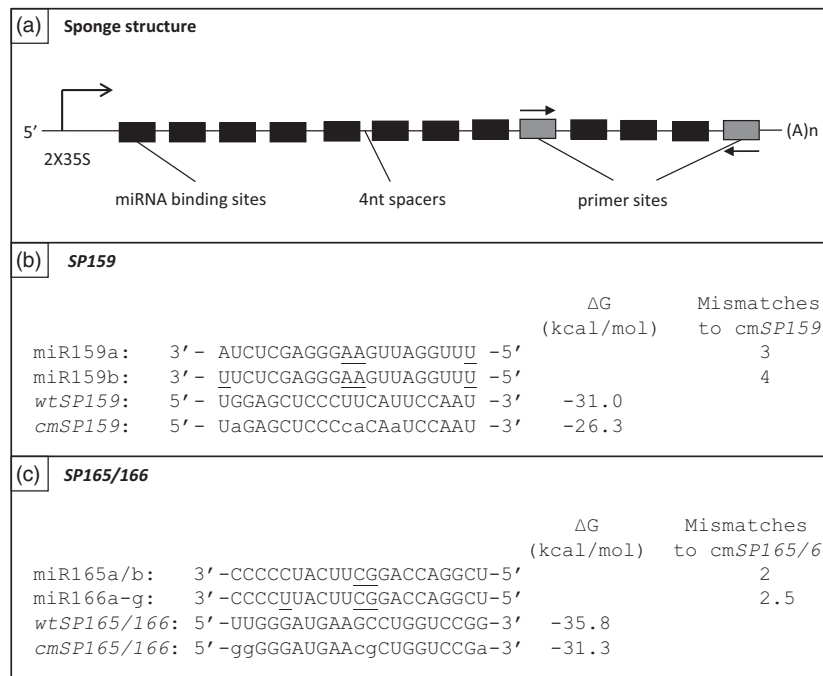 (a) Sponge structure
5′ (A)n
2X35S
miRNA binding sites 4nt spacers primer sites
(b) SP159
ΔG Mismatches
(kcal/mol) to cmSP159
miR159a: 3′- AUCUCGAGGGAAGUUAGGUUU -5′ 3
miR159b: 3′- UUCUCGAGGGAAGUUAGGUUU -5′ 4
wtSP159: 5′- UGGAGCUCCCUUCAUUCCAAU -3′ -31.0
cmSP159: 5′- UaGAGCUCCCcaCAaUCCAAU -3′ -26.3
(c) SP165/166
ΔG Mismatches
(kcal/mol) to cmSP165/6
miR165a/b: 3′-CCCCCUACUUCGGACCAGGCU-5′ 2
miR166a-g: 3′-CCCCUUACUUCGGACCAGGCU-5′ 2.5
wtSP165/166: 5′-UUGGGAUGAAGCCUGGUCCGG-3′ -35.8
cmSP165/166: 5′-ggGGGAUGAAcgCUGGUCCGa-3′ -31.3